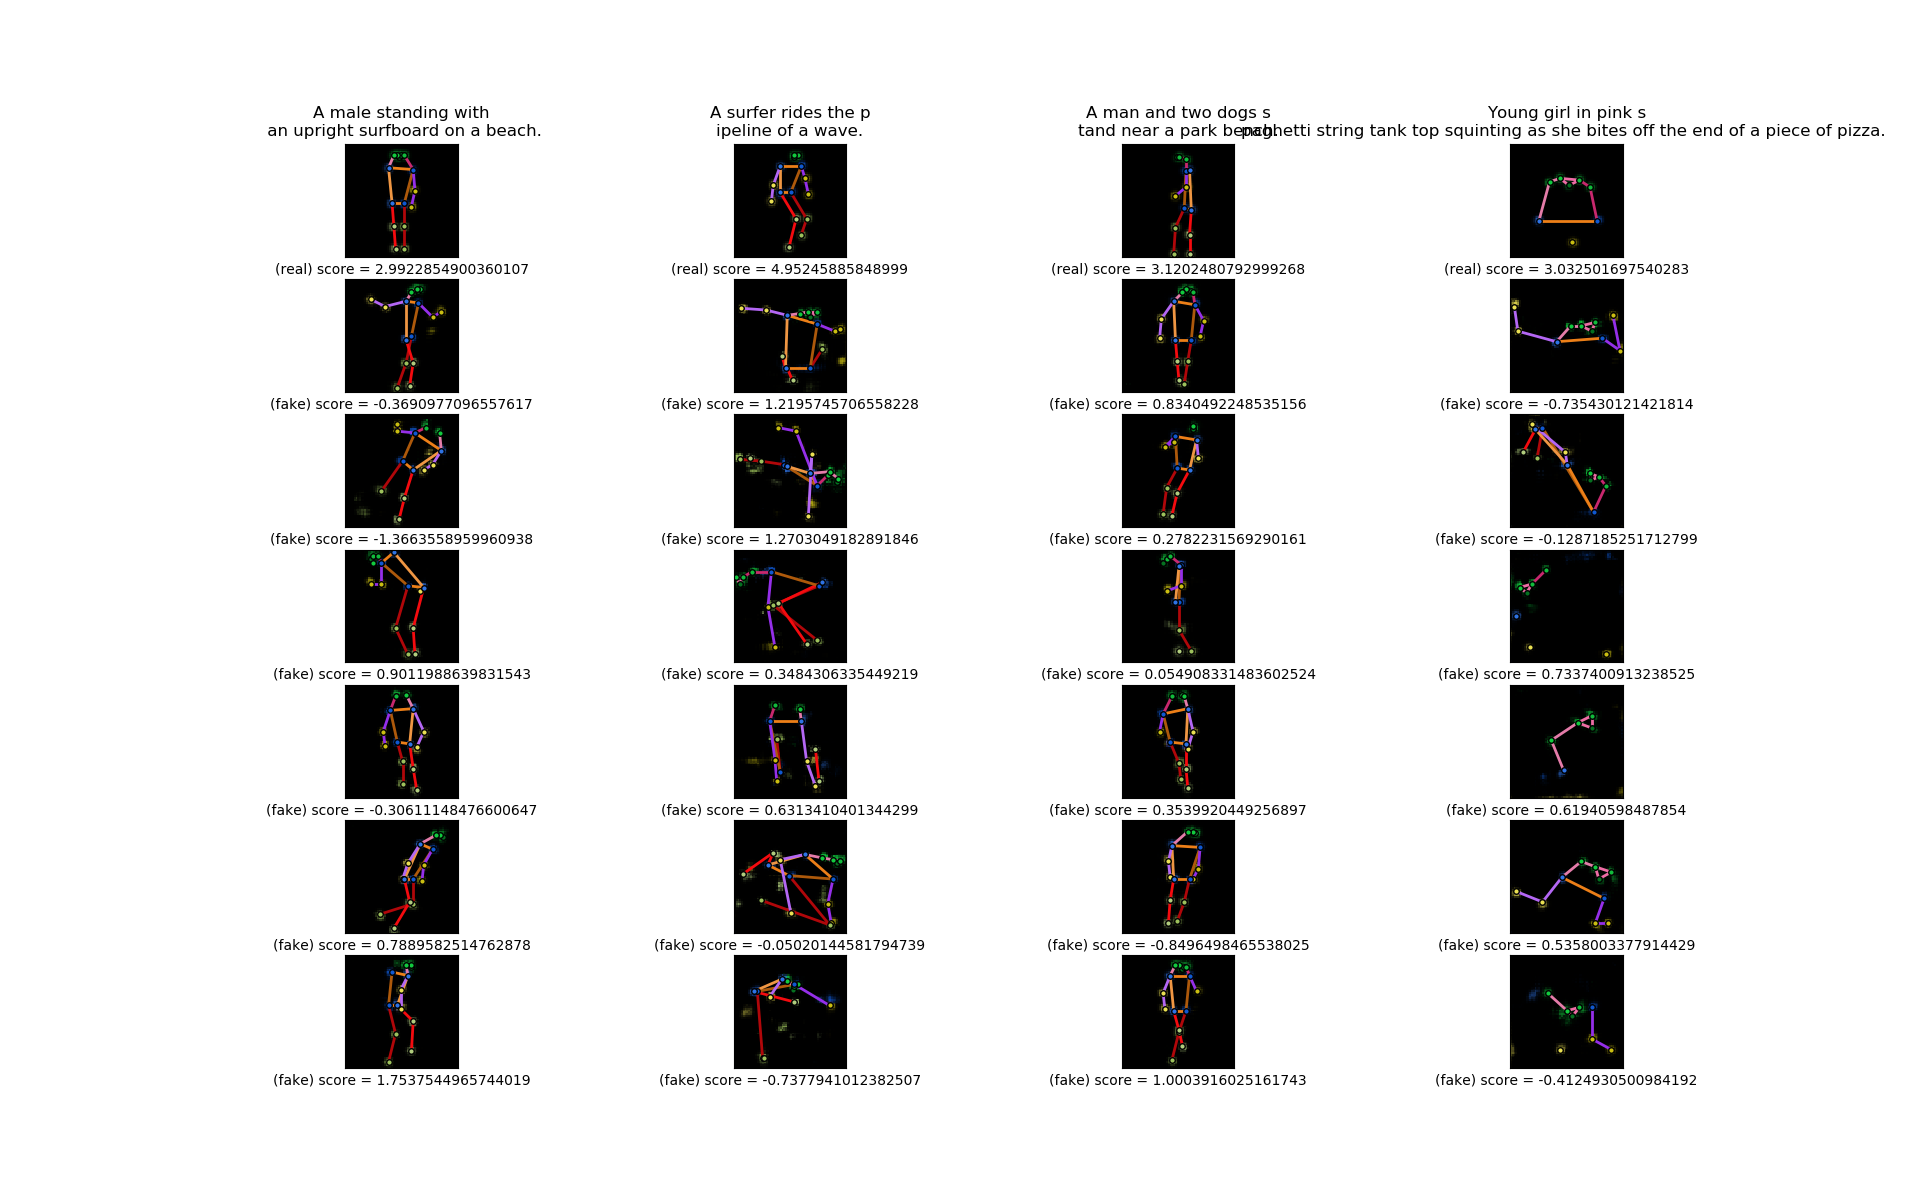 A male standing with
an upright surfboard on a beach.
A surfer rides the p
ipeline of a wave.
A man and two dogs s
tand near a park bench.
Young girl in pink s
paghetti string tank top squinting as she bites off the end of a piece of pizza.
(real) score = 2.9922854900360107
(real) score = 4.95245885848999
(real) score = 3.1202480792999268
(real) score = 3.032501697540283
(fake) score = -0.3690977096557617
(fake) score = 1.2195745706558228
(fake) score = 0.8340492248535156
(fake) score = -0.735430121421814
(fake) score = -1.3663558959960938
(fake) score = 1.2703049182891846
(fake) score = 0.2782231569290161
(fake) score = -0.1287185251712799
(fake) score = 0.9011988639831543
(fake) score = 0.3484306335449219
(fake) score = 0.054908331483602524
(fake) score = 0.7337400913238525
(fake) score = -0.30611148476600647
(fake) score = 0.6313410401344299
(fake) score = 0.3539920449256897
(fake) score = 0.61940598487854
(fake) score = 0.7889582514762878
(fake) score = -0.05020144581794739
(fake) score = -0.8496498465538025
(fake) score = 0.5358003377914429
(fake) score = 1.7537544965744019
(fake) score = -0.7377941012382507
(fake) score = 1.0003916025161743
(fake) score = -0.4124930500984192